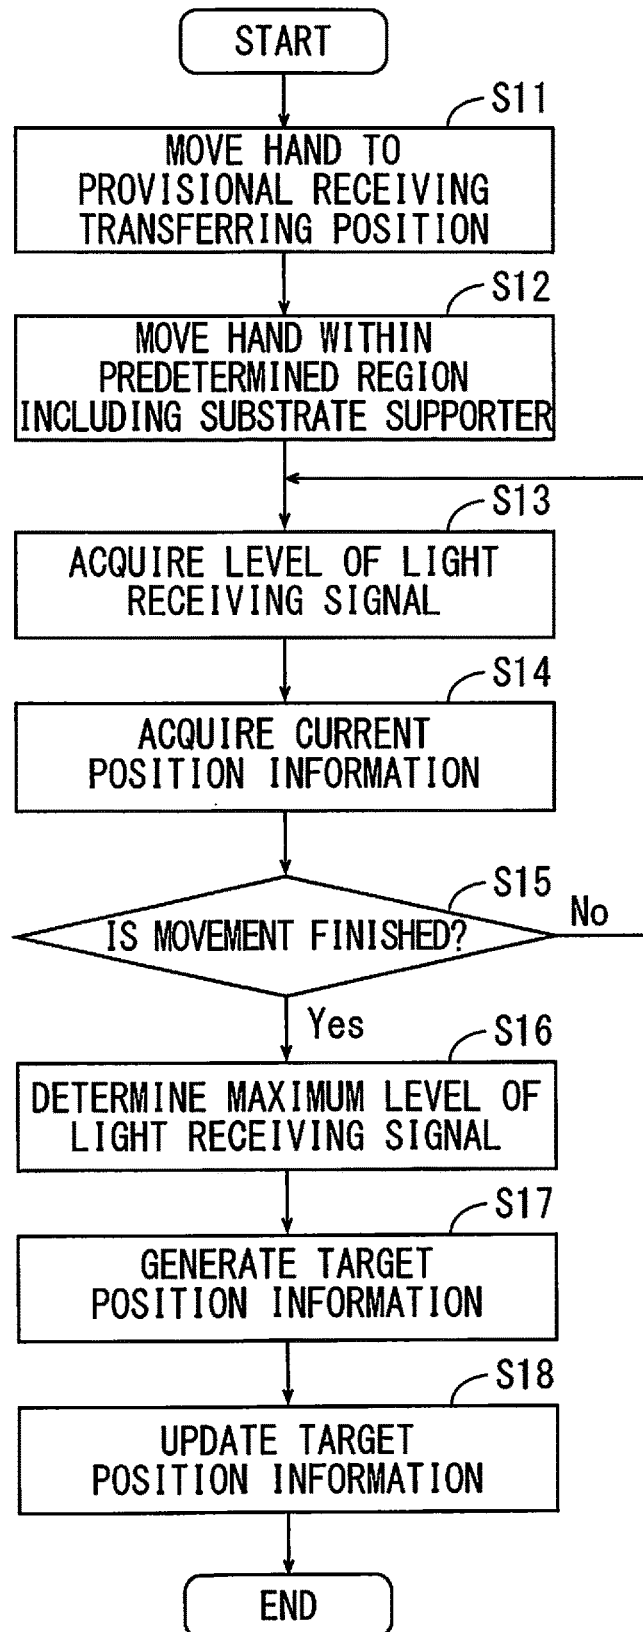 START
S11
MOVE HAND TO
PROVISIONAL RECEIVING
TRANSFERRING POSITION
S12
MOVE HAND WITHIN
PREDETERMINED REGION
INCLUDING SUBSTRATE SUPPORTER
S13
ACQUIRE LEVEL OF LIGHT
RECEIVING SIGNAL
S14
ACQUIRE CURRENT
POSITION INFORMATION
S15
IS MOVEMENT FINISHED?
No
Yes
S16
DETERMINE MAXIMUM LEVEL OF
LIGHT RECEIVING SIGNAL
S17
GENERATE TARGET
POSITION INFORMATION
S18
UPDATE TARGET
POSITION INFORMATION
END